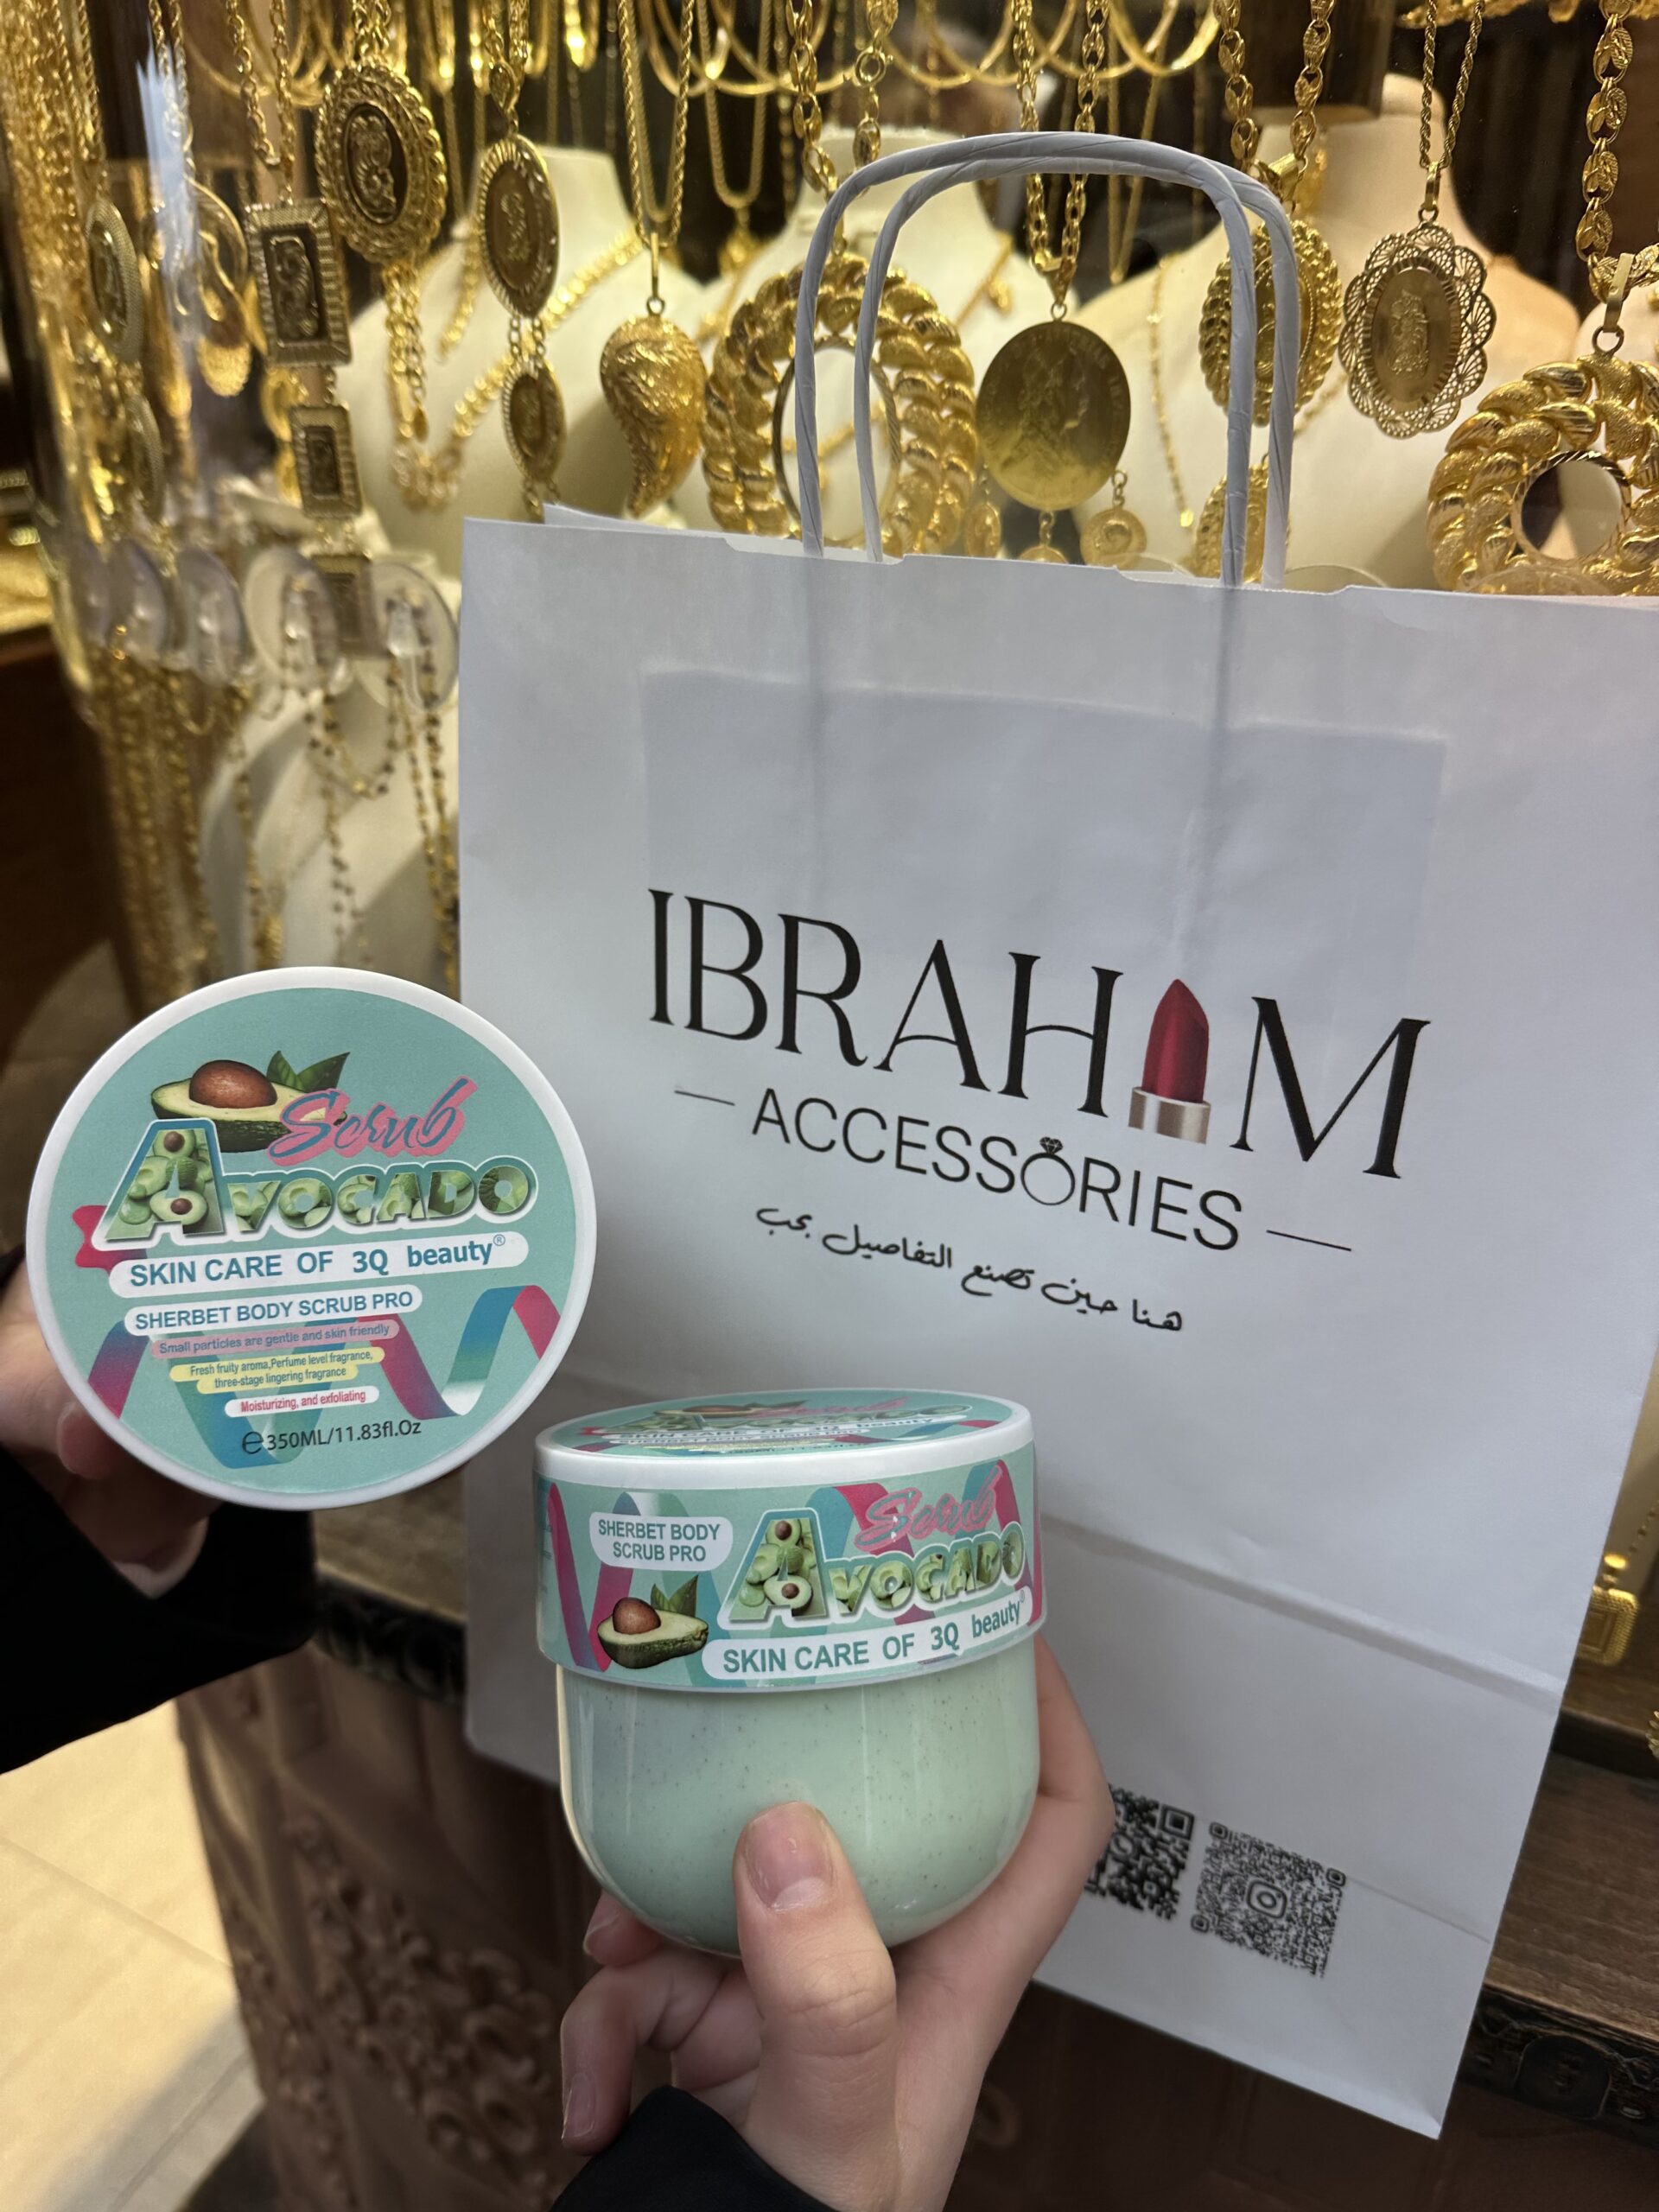 IBRAHIM
ACCESSORIES
هنا حين تصنع التفاصيل بحب
Scrub
AVOCADO
SKIN CARE OF 3Q beauty®
SHERBET BODY SCRUB PRO
Small particles are gentle and skin friendly
Fresh fruity aroma,Perfume level fragrance,
three-stage lingering fragrance
Moisturizing, and exfoliating
℮350ML/11.83fl.Oz
SHERBET BODY
SCRUB PRO
Scrub
AVOCADO
SKIN CARE OF 3Q beauty®